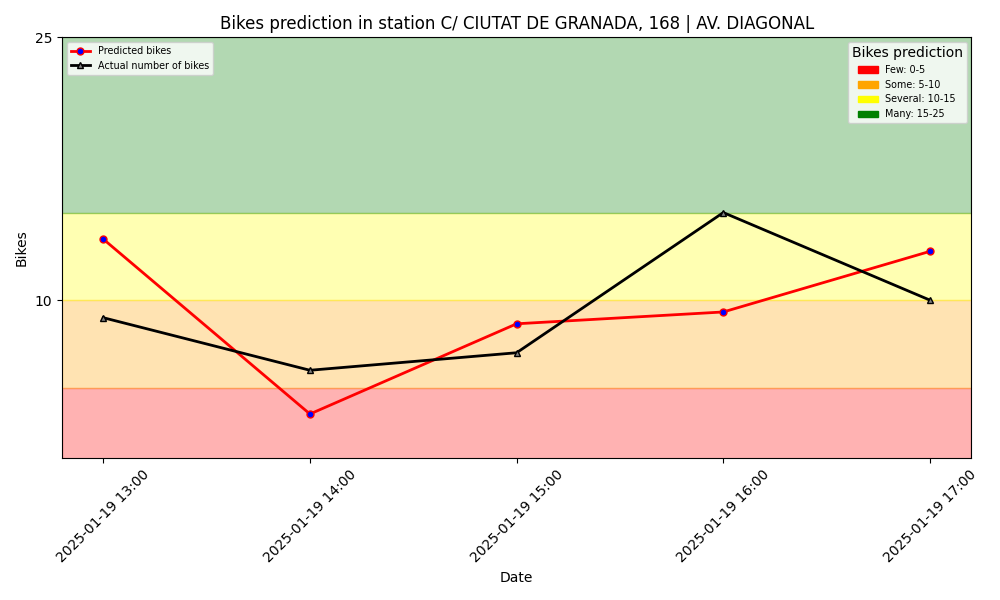 Bikes prediction in station C/ CIUTAT DE GRANADA, 168 | AV. DIAGONAL
25
10
Bikes
Predicted bikes
Actual number of bikes
Bikes prediction
Few: 0-5
Some: 5-10
Several: 10-15
Many: 15-25
2025-01-19 13:00
2025-01-19 14:00
2025-01-19 15:00
2025-01-19 16:00
2025-01-19 17:00
Date